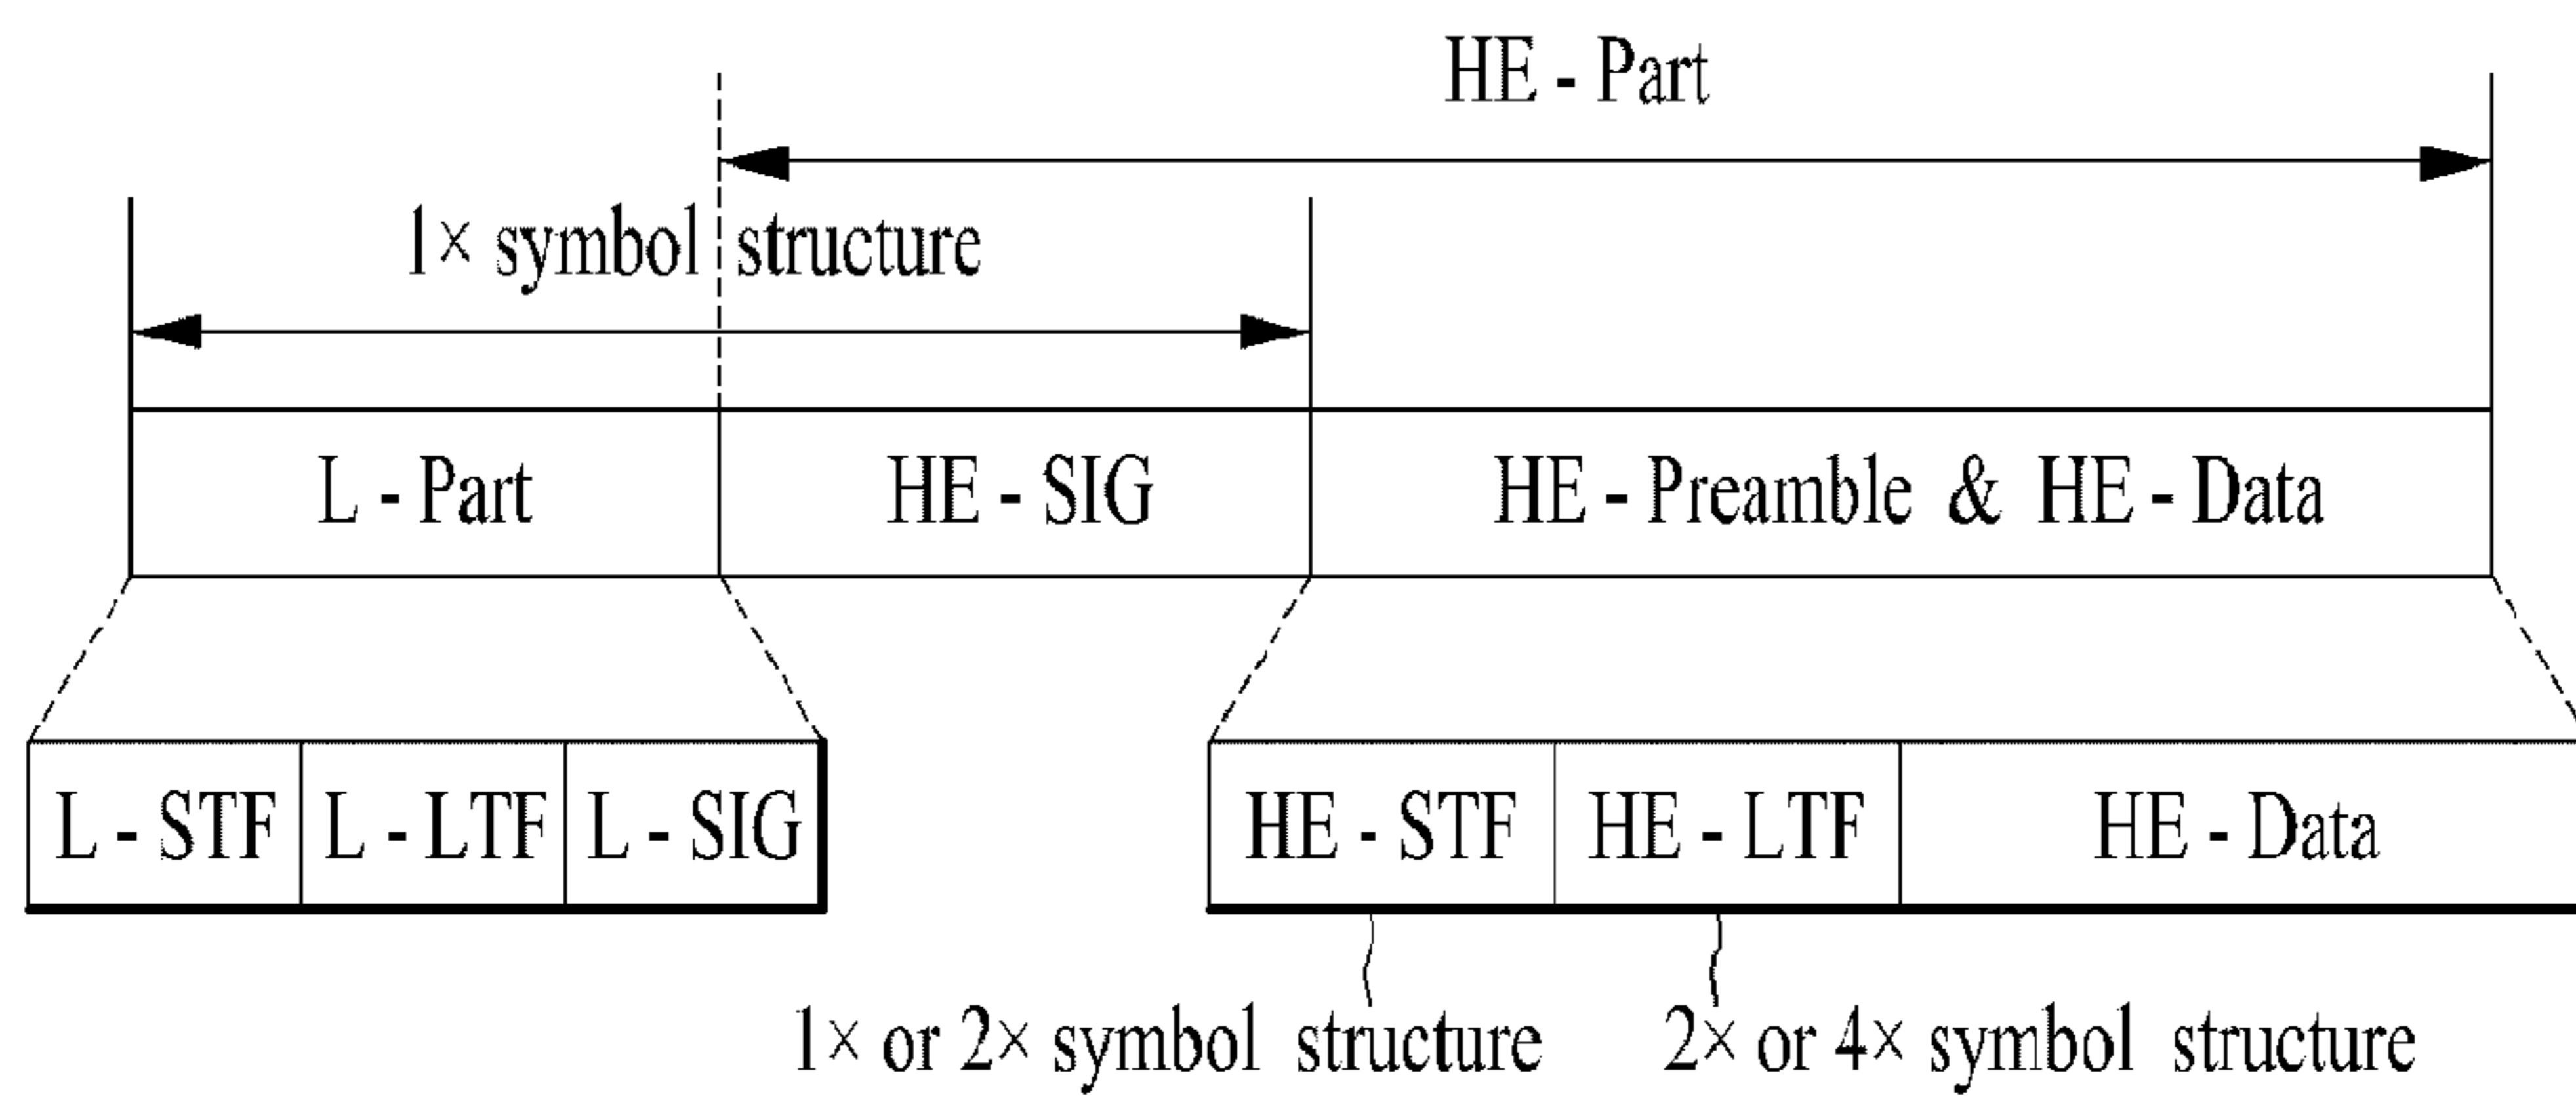 HE - Part
1× symbol structure
L - Part HE - SIG HE - Preamble & HE - Data
L - STF L - LTF L - SIG HE - STF HE - LTF HE - Data
1× or 2× symbol structure 2× or 4× symbol structure